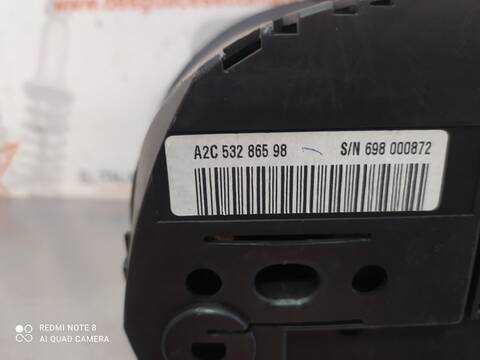 A2C 532 865 98 S/N 698 000872
REDMI NOTE 8
AI QUAD CAMERA